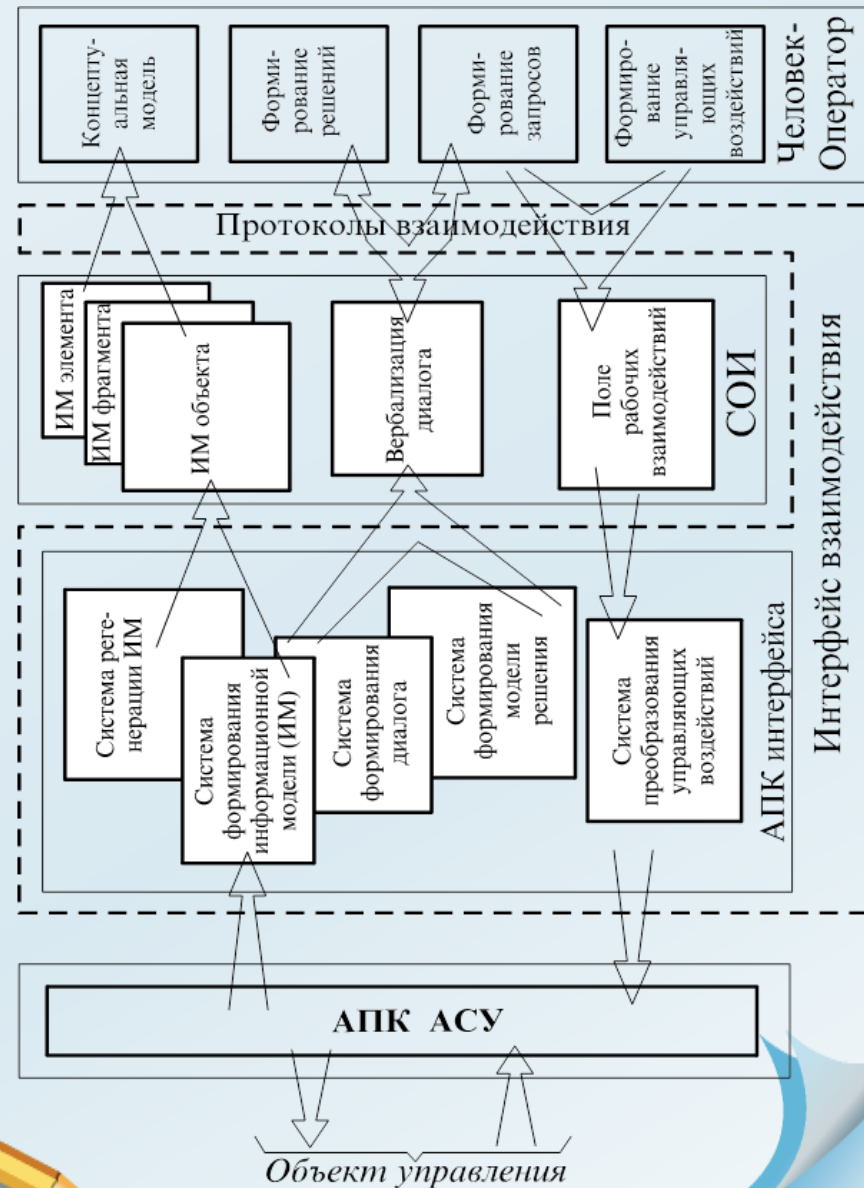 Концепту-
альная
модель
Форми-
рование
решений
Форми-
рование
запросов
Формиро-
вание
управля-
ющих
воздействий
Человек-
Оператор
Протоколы взаимодействия
ИМ элемента
ИМ фрагмента
ИМ объекта
Вербализация
диалога
Поле
рабочих
взаимодействий
СОИ
Система реге-
нерации ИМ
Система
формирования
информационной
модели (ИМ)
Система
формирования
диалога
Система
формирования
модели
решения
Система
преобразования
управляющих
воздействий
АПК интерфейса
Интерфейс взаимодействия
АПК АСУ
Объект управления